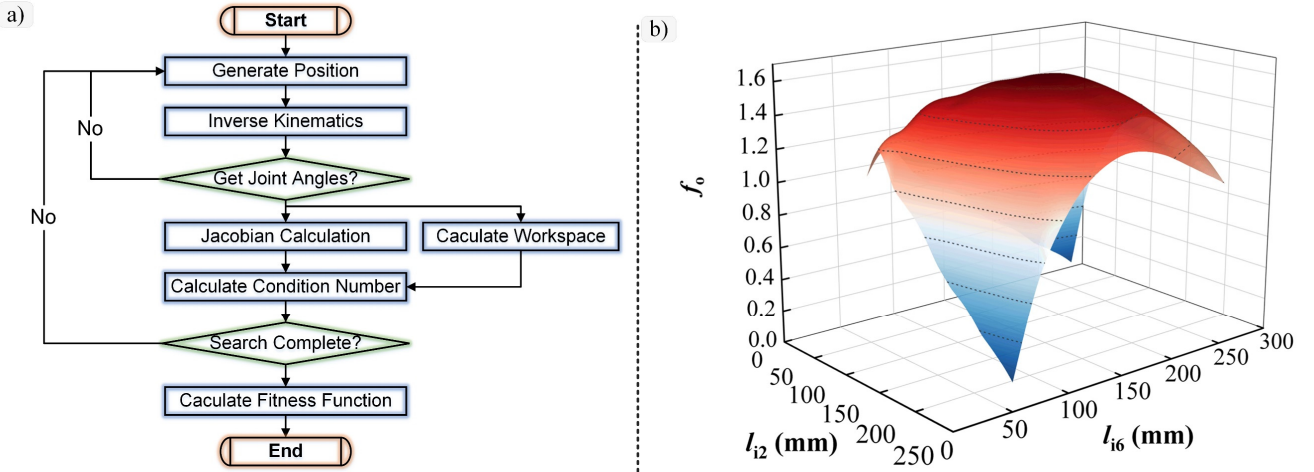 a)
Start
Generate Position
Inverse Kinematics
No
Get Joint Angles?
No
Jacobian Calculation
Caculate Workspace
Calculate Condition Number
Search Complete?
Caculate Fitness Function
End
b)
1.6
1.4
1.2
1.0
0.8
0.6
0.4
0.2
0.0
fo
0
50
100
150
200
250
li2 (mm)
0
50
100
150
200
250
300
li6 (mm)